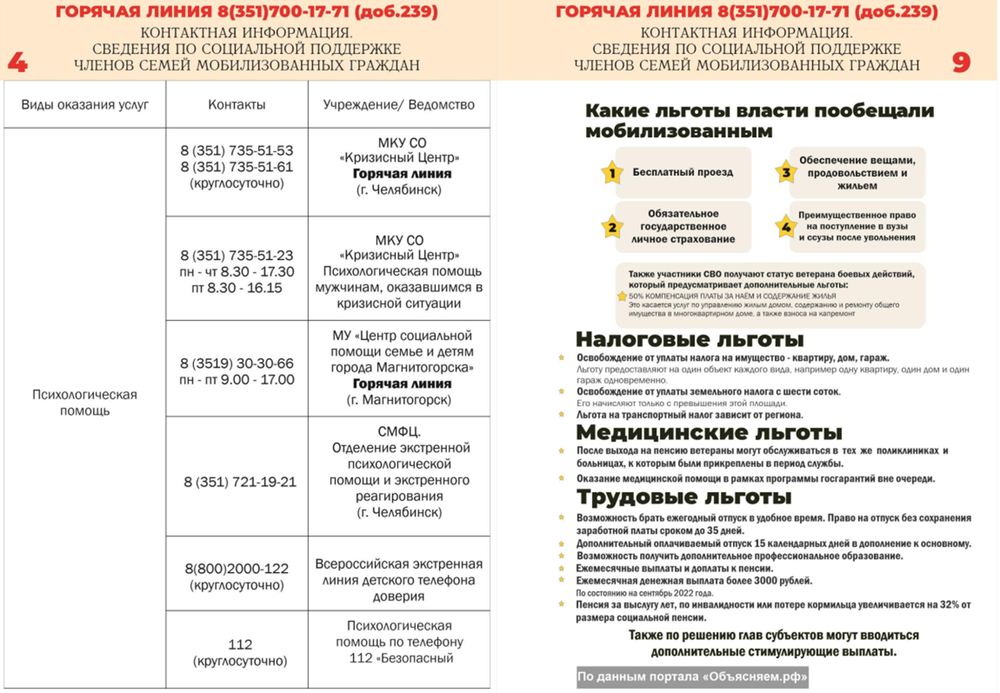 ГОРЯЧАЯ ЛИНИЯ 8(351)700-17-71 (доб.239)
КОНТАКТНАЯ ИНФОРМАЦИЯ.
СВЕДЕНИЯ ПО СОЦИАЛЬНОЙ ПОДДЕРЖКЕ
ЧЛЕНОВ СЕМЕЙ МОБИЛИЗОВАННЫХ ГРАЖДАН
4
Виды оказания услуг
Контакты
Учреждение/ Ведомство
Психологическая
помощь
8 (351) 735-51-53
8 (351) 735-51-61
(круглосуточно)
МКУ СО
«Кризисный Центр»
Горячая линия
(г. Челябинск)
8 (351) 735-51-23
пн - чт 8.30 - 17.30
пт 8.30 - 16.15
МКУ СО
«Кризисный Центр»
Психологическая помощь
мужчинам, оказавшимся в
кризисной ситуации
8 (3519) 30-30-66
пн - пт 9.00 - 17.00
МУ «Центр социальной
помощи семье и детям
города Магнитогорска»
Горячая линия
(г. Магнитогорск)
8 (351) 721-19-21
СМФЦ.
Отделение экстренной
психологической
помощи и экстренного
реагирования
(г. Челябинск)
8(800)2000-122
(круглосуточно)
Всероссийская экстренная
линия детского телефона
доверия
112
(круглосуточно)
Психологическая
помощь по телефону
112 «Безопасный
ГОРЯЧАЯ ЛИНИЯ 8(351)700-17-71 (доб.239)
КОНТАКТНАЯ ИНФОРМАЦИЯ.
СВЕДЕНИЯ ПО СОЦИАЛЬНОЙ ПОДДЕРЖКЕ
ЧЛЕНОВ СЕМЕЙ МОБИЛИЗОВАННЫХ ГРАЖДАН
9
Какие льготы власти пообещали
мобилизованным
1
Бесплатный проезд
2
Обязательное
государственное
личное страхование
3
Обеспечение вещами,
продовольствием и
жильем
4
Преимущественное право
на поступление в вузы
и ссузы после увольнения
Также участники СВО получают статус ветерана боевых действий,
который предусматривает дополнительные льготы:
50% КОМПЕНСАЦИЯ ПЛАТЫ ЗА НАЁМ И СОДЕРЖАНИЕ ЖИЛЬЯ
Это касается услуг по управлению жилым домом, содержанию и ремонту общего
имущества в многоквартирном доме, а также взноса на капремонт
Налоговые льготы
Освобождение от уплаты налога на имущество - квартиру, дом, гараж.
Льготу предоставляют на один объект каждого вида, например одну квартиру, один дом и один
гараж одновременно.
Освобождение от уплаты земельного налога с шести соток.
Его начисляют только с превышения этой площади.
Льгота на транспортный налог зависит от региона.
Медицинские льготы
После выхода на пенсию ветераны могут обслуживаться в тех же поликлиниках и
больницах, к которым были прикреплены в период службы.
Оказание медицинской помощи в рамках программы госгарантий вне очереди.
Трудовые льготы
Возможность брать ежегодный отпуск в удобное время. Право на отпуск без сохранения
заработной платы сроком до 35 дней.
Дополнительный оплачиваемый отпуск 15 календарных дней в дополнение к основному.
Возможность получить дополнительное профессиональное образование.
Ежемесячные выплаты и доплаты к пенсии.
Ежемесячная денежная выплата более 3000 рублей.
По состоянию на сентябрь 2022 года.
Пенсия за выслугу лет, по инвалидности или потере кормильца увеличивается на 32% от
размера социальной пенсии.
Также по решению глав субъектов могут вводиться
дополнительные стимулирующие выплаты.
По данным портала «Объясняем.рф»